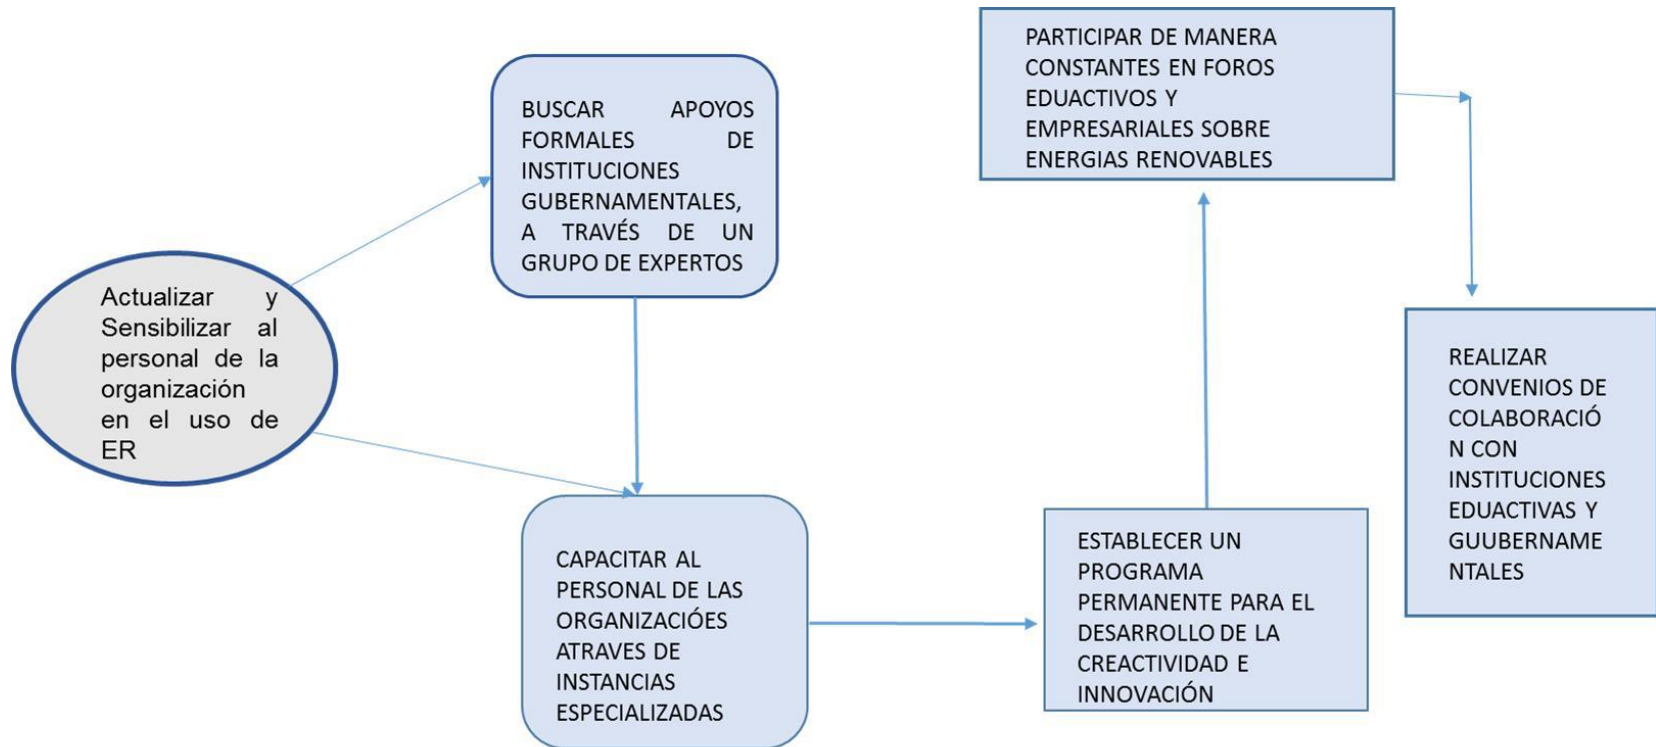 Actualizar y
Sensibilizar al
personal de la
organización
en el uso de
ER
BUSCAR APOYOS
FORMALES DE
INSTITUCIONES
GUBERNAMENTALES,
A TRAVÉS DE UN
GRUPO DE EXPERTOS
CAPACITAR AL
PERSONAL DE LAS
ORGANIZACIÓES
ATRAVES DE
INSTANCIAS
ESPECIALIZADAS
ESTABLECER UN
PROGRAMA
PERMANENTE PARA EL
DESARROLLO DE LA
CREACTIVIDAD E
INNOVACIÓN
PARTICIPAR DE MANERA
CONSTANTES EN FOROS
EDUACTIVOS Y
EMPRESARIALES SOBRE
ENERGIAS RENOVABLES
REALIZAR
CONVENIOS DE
COLABORACIÓ
N CON
INSTITUCIONES
EDUACTIVAS Y
GUUBERNAME
NTALES